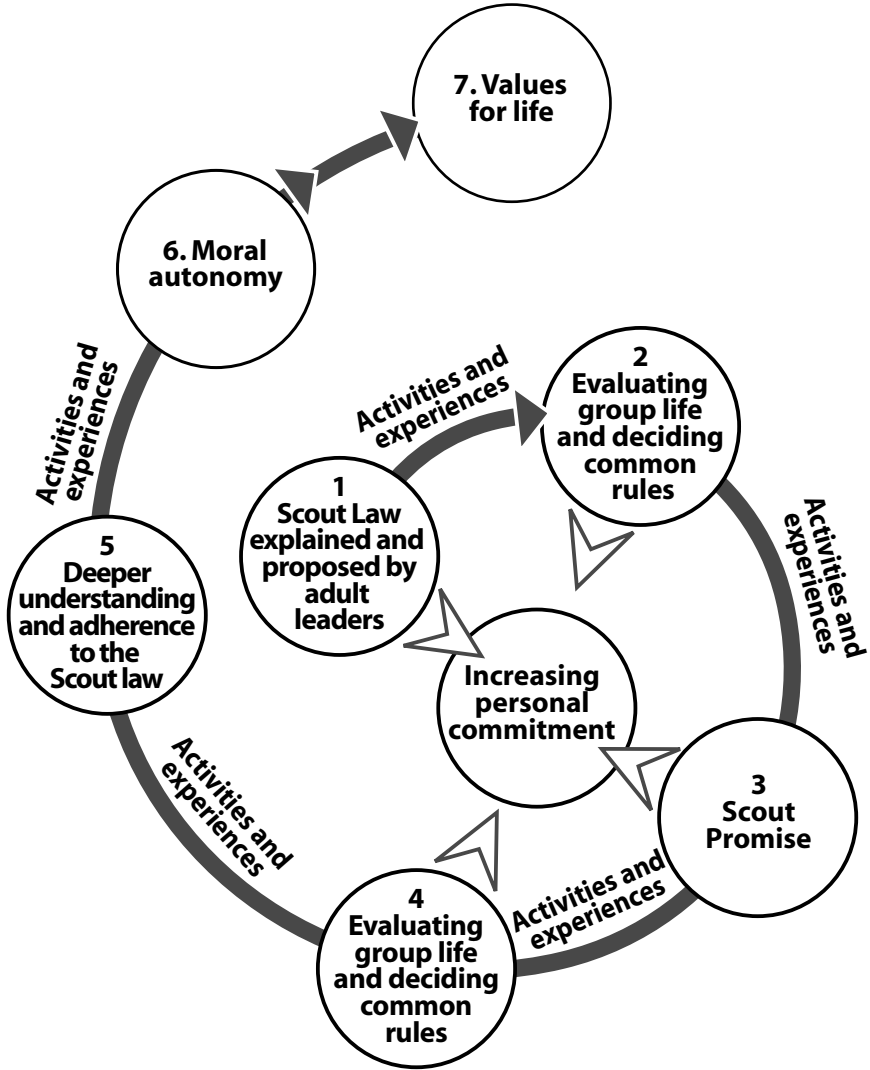 7. Values
for life
6. Moral
autonomy
Activities and
experiences
2
Evaluating
group life
and deciding
common
rules
Activities and
experiences
1
Scout Law
explained and
proposed by
adult
leaders
Activities and
experiences
5
Deeper
understanding
and adherence
to the
Scout law
Increasing
personal
commitment
3
Scout
Promise
Activities and
experiences
4
Evaluating
group life
and deciding
common
rules
Activities and
experiences